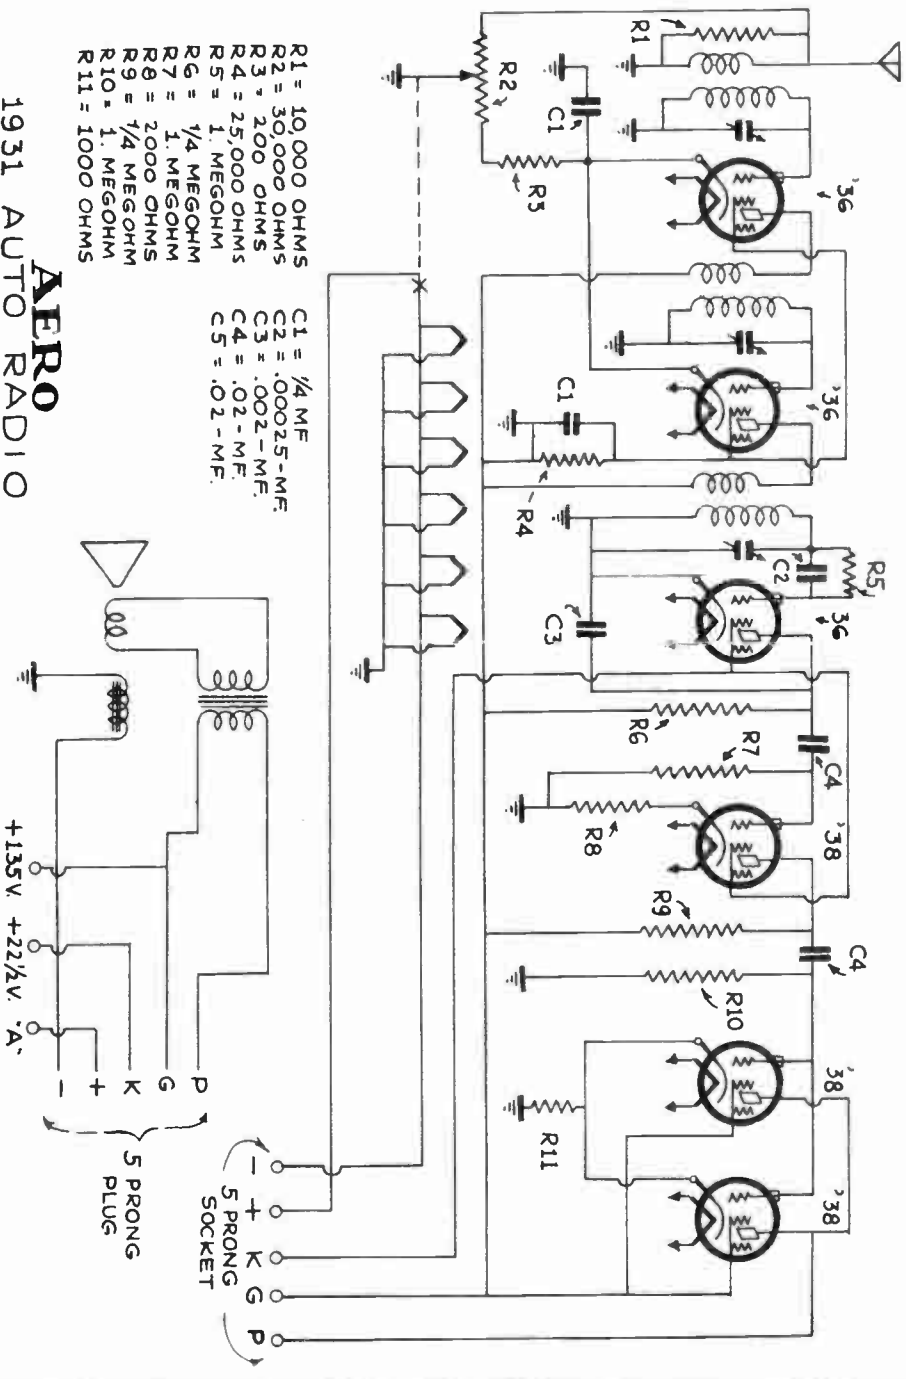 R1
R2
R3
C1
'36
'36
C1
R4
R5
C2
36
C3
R6
R7
C4
R8
'38
R9
C4
R10
R11
'38
'38
R1 = 10,000 OHMS
R2 = 30,000 OHMS
R3 = 200 OHMS
R4 = 25,000 OHMS
R5 = 1. MEGOHM
R6 = 1/4 MEGOHM
R7 = 1. MEGOHM
R8 = 2000 OHMS
R9 = 1/4 MEGOHM
R10 = 1. MEGOHM
R11 = 1000 OHMS
C1 = 1/4 MF
C2 = .00025-MF.
C3 = .002-MF.
C4 = .02-MF.
C5 = .02-MF.
AERO
1931 AUTO RADIO
- + K G P
5 PRONG
SOCKET
P
G
K
+
-
5 PRONG
PLUG
+135V. +22 1/2V. "A"